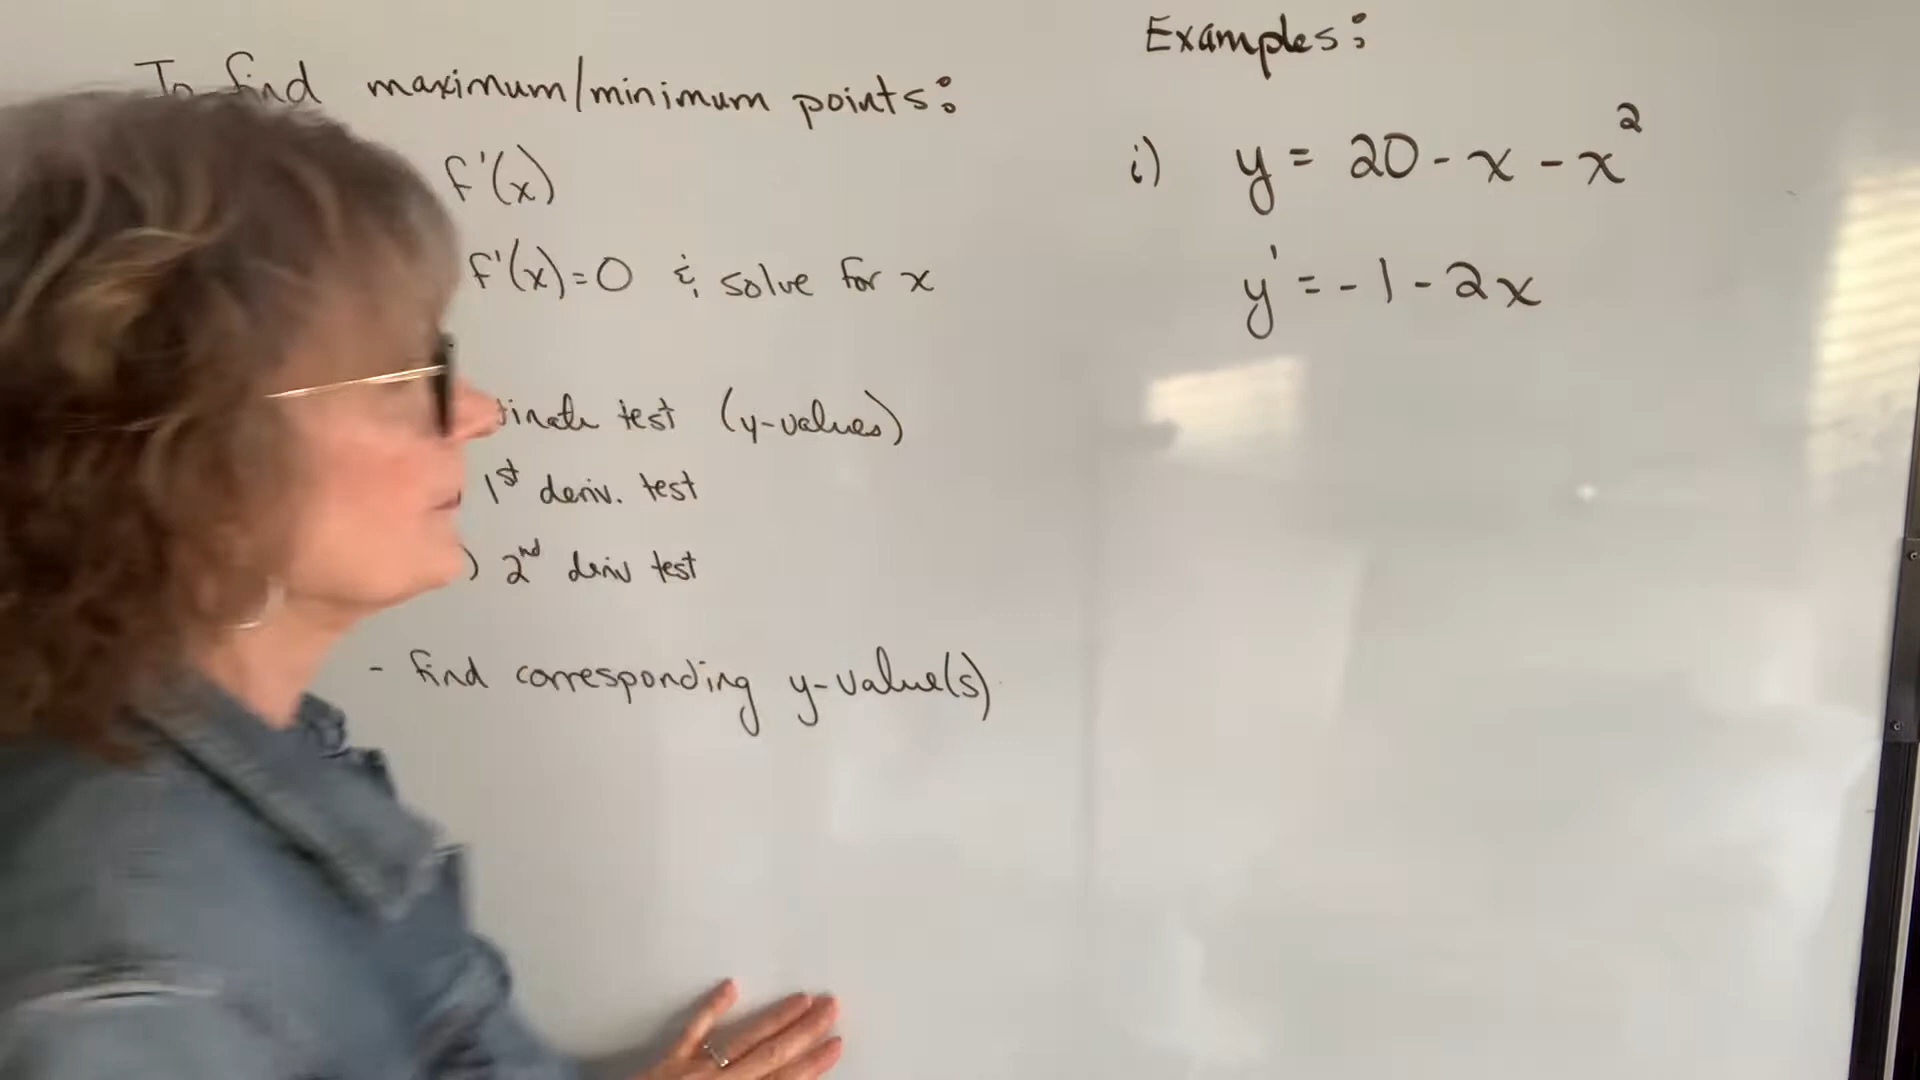 To find maximum/minimum points:
f'(x)
f'(x)=0 & solve for x
test (y-values)
1st deriv. test
) 2nd deriv test
- find corresponding y-value(s)
Examples:
i) y = 20 - x - x²
y' = -1 - 2x